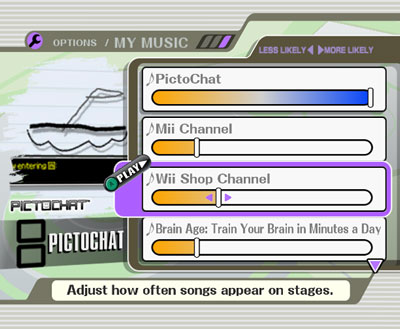 OPTIONS / MY MUSIC
LESS LIKELY MORE LIKELY
PictoChat
Mii Channel
entering
PLAY
Wii Shop Channel
PICTOCHAT
PICTOCHAT
Brain Age: Train Your Brain in Minutes a Day
Adjust how often songs appear on stages.